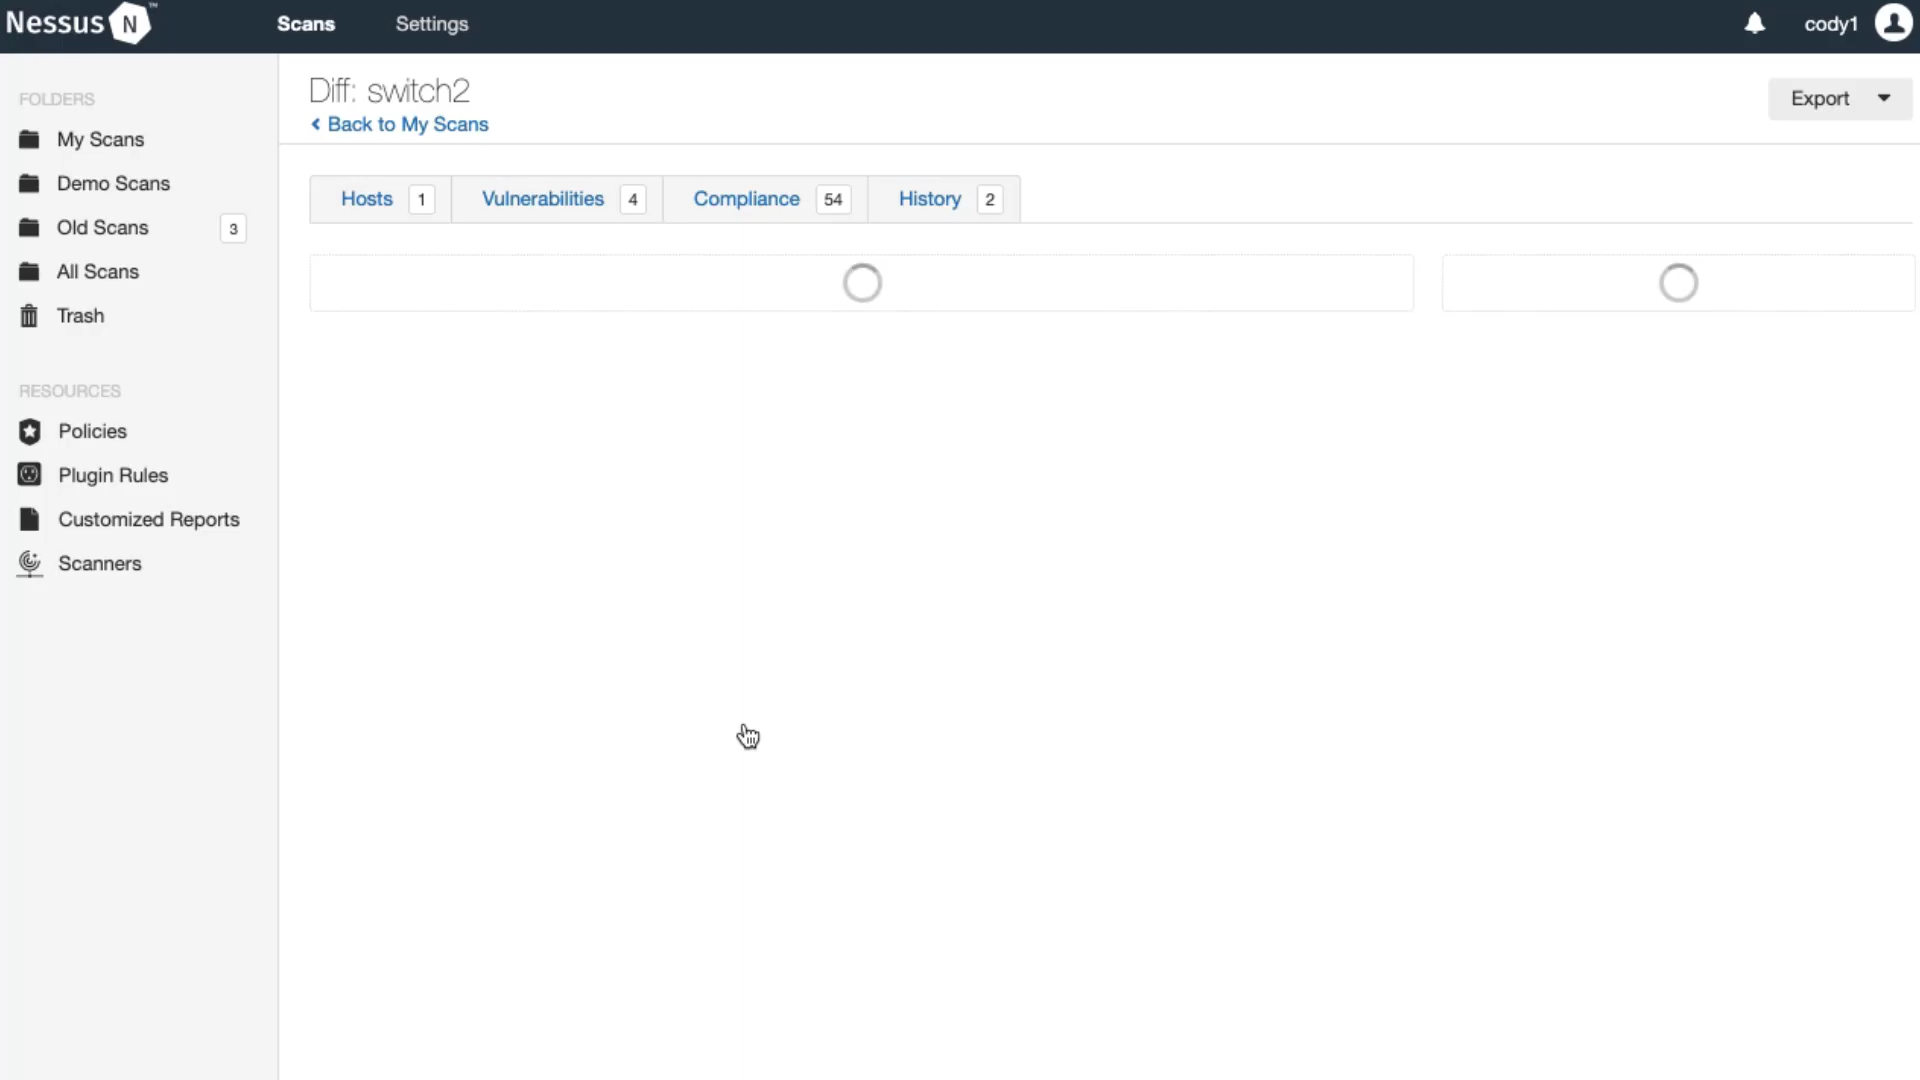 Nessus N ™
Scans
Settings
cody1
FOLDERS
My Scans
Demo Scans
Old Scans 3
All Scans
Trash
RESOURCES
Policies
Plugin Rules
Customized Reports
Scanners
Diff: switch2
Back to My Scans
Export
Hosts 1
Vulnerabilities 4
Compliance 54
History 2